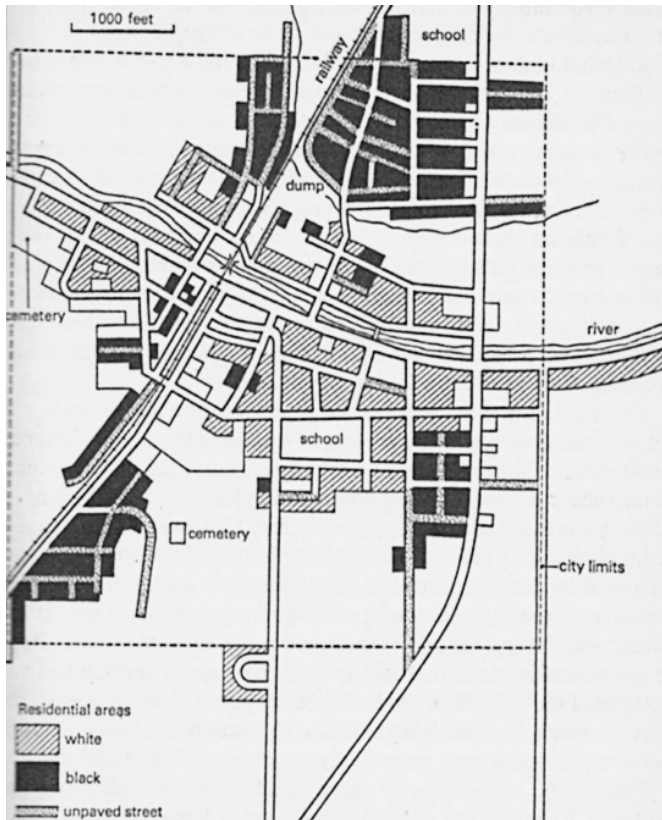 1000 feet
school
railway
dump
cemetery
river
school
cemetery
city limits
Residential areas
white
black
unpaved street